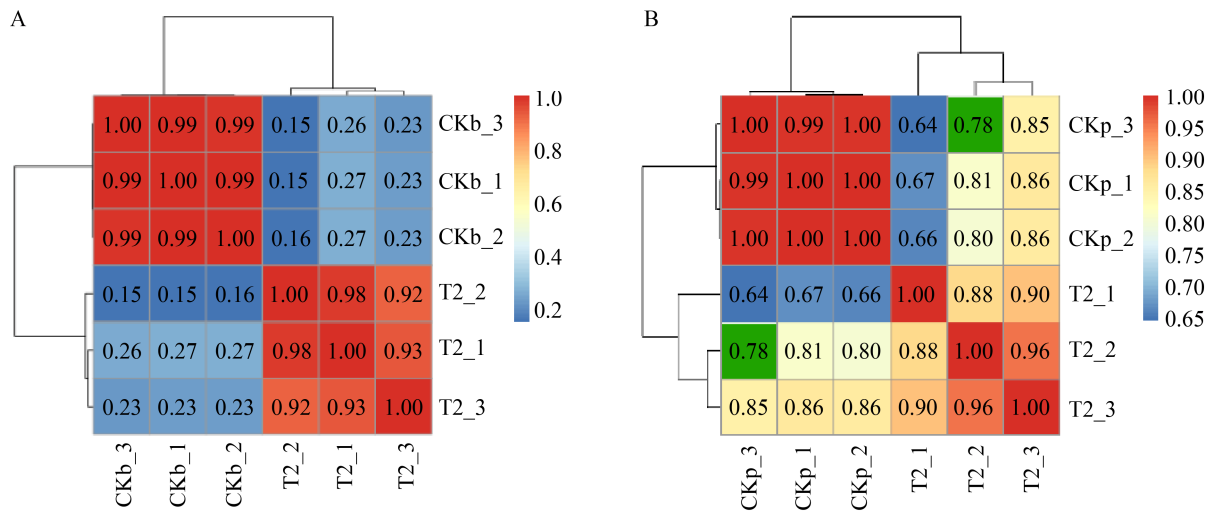 A
1.00 0.99 0.99 0.15 0.26 0.23 CKb_3
0.99 1.00 0.99 0.15 0.27 0.23 CKb_1
0.99 0.99 1.00 0.16 0.27 0.23 CKb_2
0.15 0.15 0.16 1.00 0.98 0.92 T2_2
0.26 0.27 0.27 0.98 1.00 0.93 T2_1
0.23 0.23 0.23 0.92 0.93 1.00 T2_3
CKb_3 CKb_1 CKb_2 T2_2 T2_1 T2_3
1.0
0.8
0.6
0.4
0.2
B
1.00 0.99 1.00 0.64 0.78 0.85 CKp_3
0.99 1.00 1.00 0.67 0.81 0.86 CKp_1
1.00 1.00 1.00 0.66 0.80 0.86 CKp_2
0.64 0.67 0.66 1.00 0.88 0.90 T2_1
0.78 0.81 0.80 0.88 1.00 0.96 T2_2
0.85 0.86 0.86 0.90 0.96 1.00 T2_3
CKp_3 CKp_1 CKp_2 T2_1 T2_2 T2_3
1.00
0.95
0.90
0.85
0.80
0.75
0.70
0.65